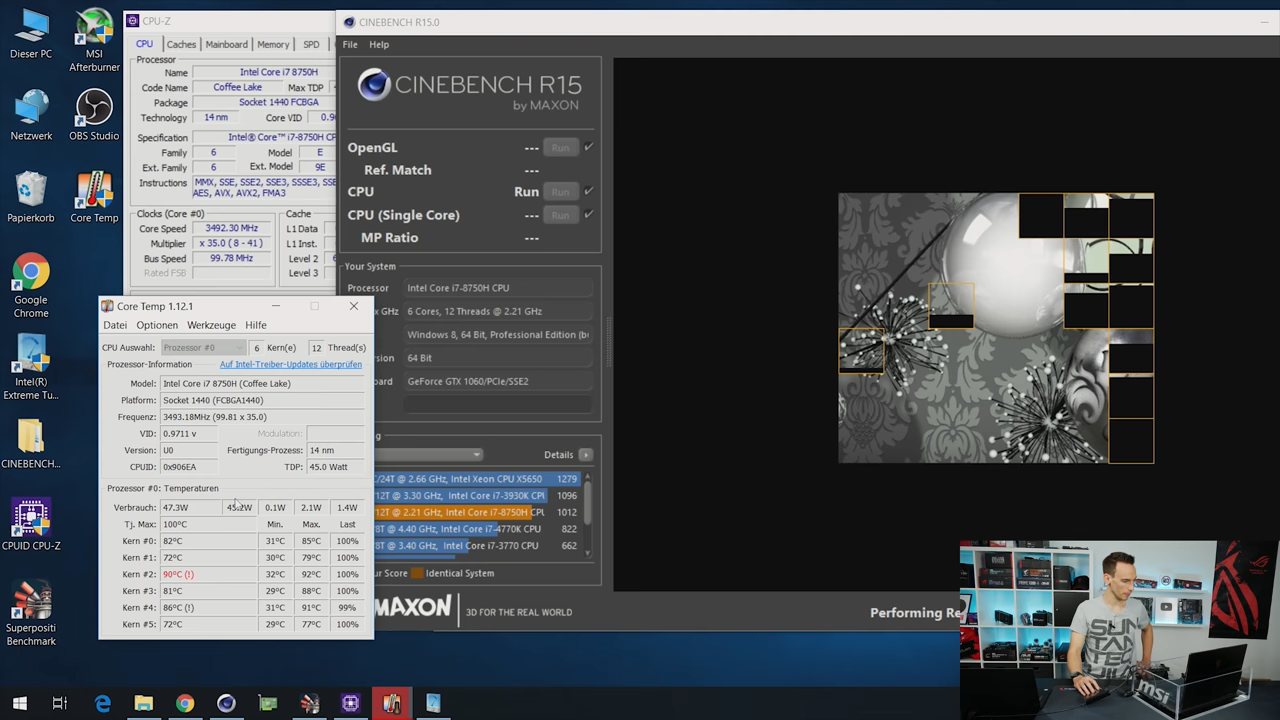 Dieser PC
MSI
Afterburner
Netzwerk
OBS Studio
Papierkorb
Core Temp
Google
Chrome
Intel(R)
Extreme Tu...
CINEBENCH...
CPUID CPU-Z
Superpositi
Benchmark
CPU-Z
CPU Caches Mainboard Memory SPD
Processor
Name Intel Core i7 8750H
Code Name Coffee Lake Max TDP
Package Socket 1440 FCBGA
Technology 14 nm Core VID
Specification Intel® Core™ i7-8750H
Family 6 Model E
Ext. Family 6 Ext. Model 9E
Instructions MMX, SSE, SSE2, SSE3, SSSE3,
AES, AVX, AVX2, FMA3
Clocks (Core #0) Cache
Core Speed 3492.30 MHz L1 Data
Multiplier x 35.0 ( 8 - 41 ) L1 Inst.
Bus Speed 99.78 MHz Level 2
Rated FSB Level 3
Core Temp 1.12.1
Datei Optionen Werkzeuge Hilfe
CPU Auswahl: Prozessor #0 6 Kern(e) 12 Thread(s)
Prozessor-Information Auf Intel-Treiber-Updates überprüfen
Model: Intel Core i7 8750H (Coffee Lake)
Platform: Socket 1440 (FCBGA1440)
Frequenz: 3493.18MHz (99.81 x 35.0)
VID: 0.9711 v Modulation:
Version: U0 Fertigungs-Prozess: 14 nm
CPUID: 0x906EA TDP: 45.0 Watt
Prozessor #0: Temperaturen
Verbrauch: 47.3W 45.2W 0.1W 2.1W 1.4W
Tj. Max: 100°C Min. Max. Last
Kern #0: 82°C 31°C 85°C 100%
Kern #1: 72°C 30°C 79°C 100%
Kern #2: 90°C (!) 32°C 92°C 100%
Kern #3: 81°C 29°C 88°C 100%
Kern #4: 86°C (!) 31°C 91°C 99%
Kern #5: 72°C 29°C 77°C 100%
CINEBENCH R15.0
File Help
CINEBENCH R15
by MAXON
OpenGL --- Run
Ref. Match ---
CPU Run Run
CPU (Single Core) --- Run
MP Ratio ---
Your System
Processor Intel Core i7-8750H CPU
x GHz 6 Cores, 12 Threads @ 2.21 GHz
Windows 8, 64 Bit, Professional Edition
64 Bit
GeForce GTX 1060/PCIe/SSE2
Details
C/24T @ 2.66 GHz, Intel Xeon CPU X5650 1279
12T @ 3.30 GHz, Intel Core i7-3930K CPU 1096
12T @ 2.21 GHz, Intel Core i7-8750H CPU 1012
8T @ 4.40 GHz, Intel Core i7-4770K CPU 822
8T @ 3.40 GHz, Intel Core i7-3770 CPU 662
Score Identical System
MAXON 3D FOR THE REAL WORLD
Performing
SUN
TAN
TECH
msi